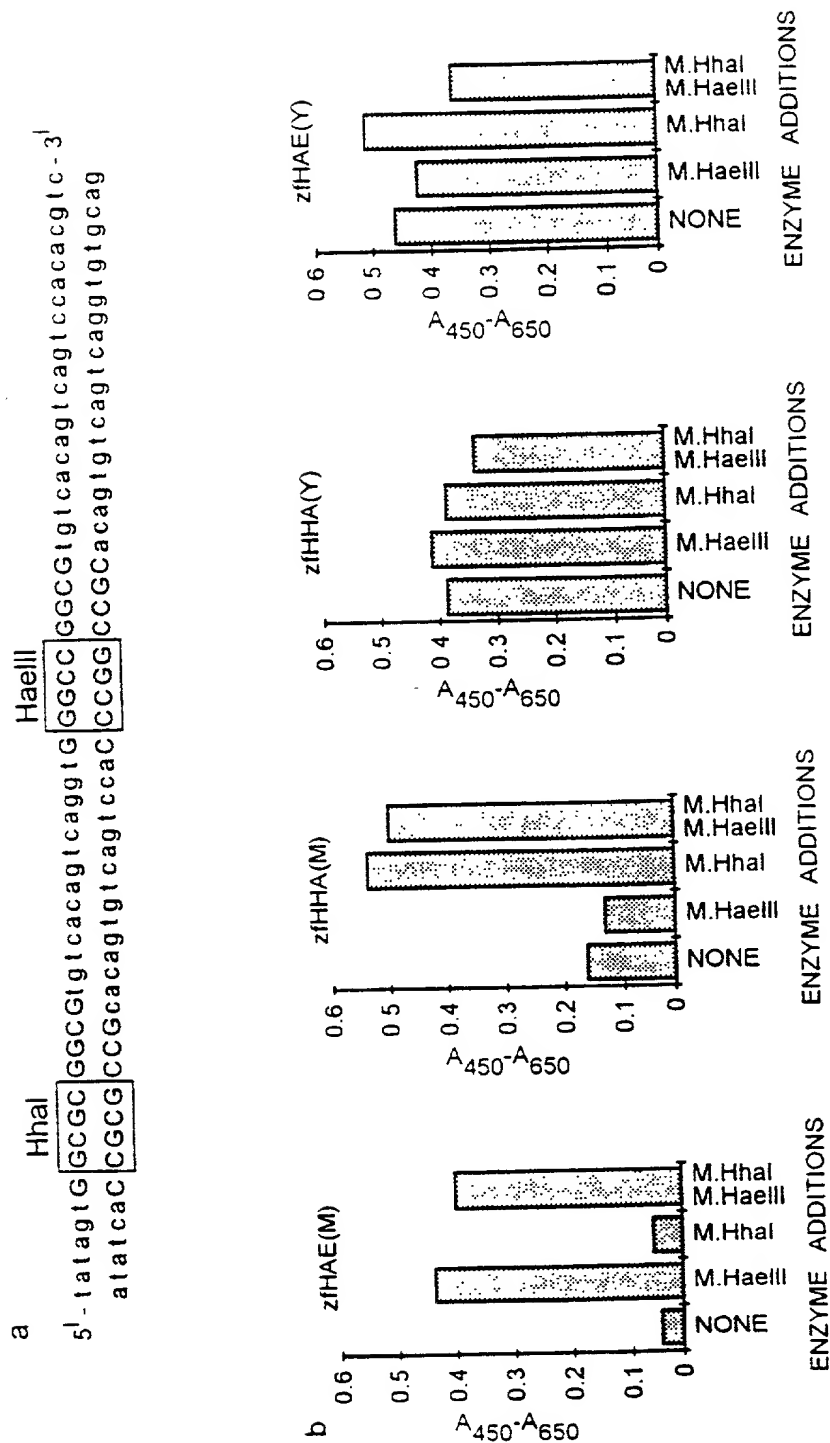 a
HhaI
HaeIII
5'-tatagtG GCGC GGCGtgtcacagtcaggtG GGCC GGCGtgtcacagtcagtccacacgtc-3'
atatcaC CGCG CCGcacagtgtcagtccaC CCGG CCGCacagtgtcagtcaggtgtgcag
b
zfHAE(M)
A450-A650
0.6
0.5
0.4
0.3
0.2
0.1
0
NONE
M.HaeIII
M.HhaI
M.HhaI
M.HaeIII
ENZYME ADDITIONS
zfHHA(M)
A450-A650
0.6
0.5
0.4
0.3
0.2
0.1
0
NONE
M.HaeIII
M.HhaI
M.HhaI
M.HaeIII
ENZYME ADDITIONS
zfHHA(Y)
A450-A650
0.6
0.5
0.4
0.3
0.2
0.1
0
NONE
M.HaeIII
M.HhaI
M.HhaI
M.HaeIII
ENZYME ADDITIONS
zfHAE(Y)
A450-A650
0 6
0 5
0 4
0.3
0.2
0.1
0
NONE
M.HaeIII
M.HhaI
M.HhaI
M.HaeIII
ENZYME ADDITIONS